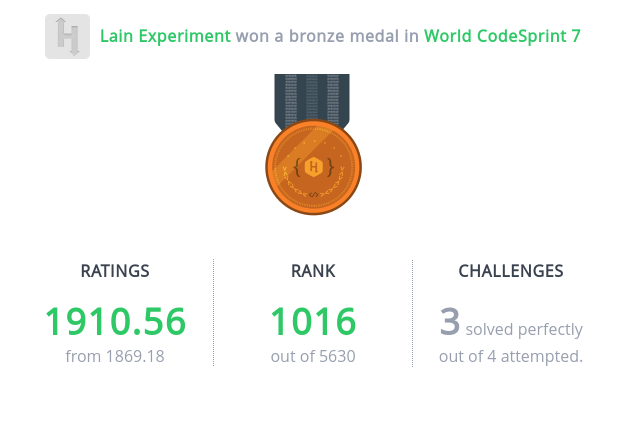 Lain Experiment won a bronze medal in World CodeSprint 7
{ H }
</>
RATINGS
1910.56
from 1869.18
RANK
1016
out of 5630
CHALLENGES
3 solved perfectly
out of 4 attempted.